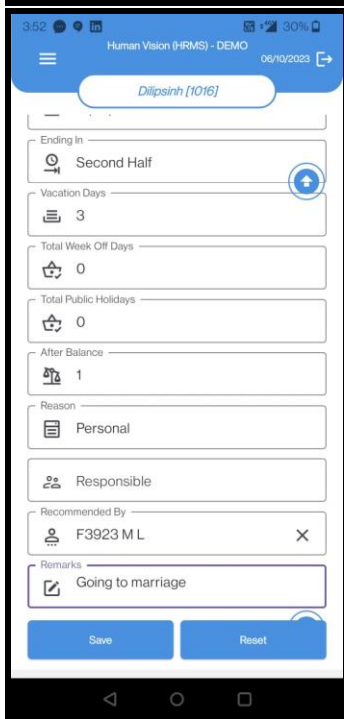 3:52 30%
Human Vision (HRMS) - DEMO
06/10/2023
Dilipsinh [1016]
Ending In
Second Half
Vacation Days
3
Total Week Off Days
0
Total Public Holidays
0
After Balance
1
Reason
Personal
Responsible
Recommended By
F3923 M L
Remarks
Going to marriage
Save Reset